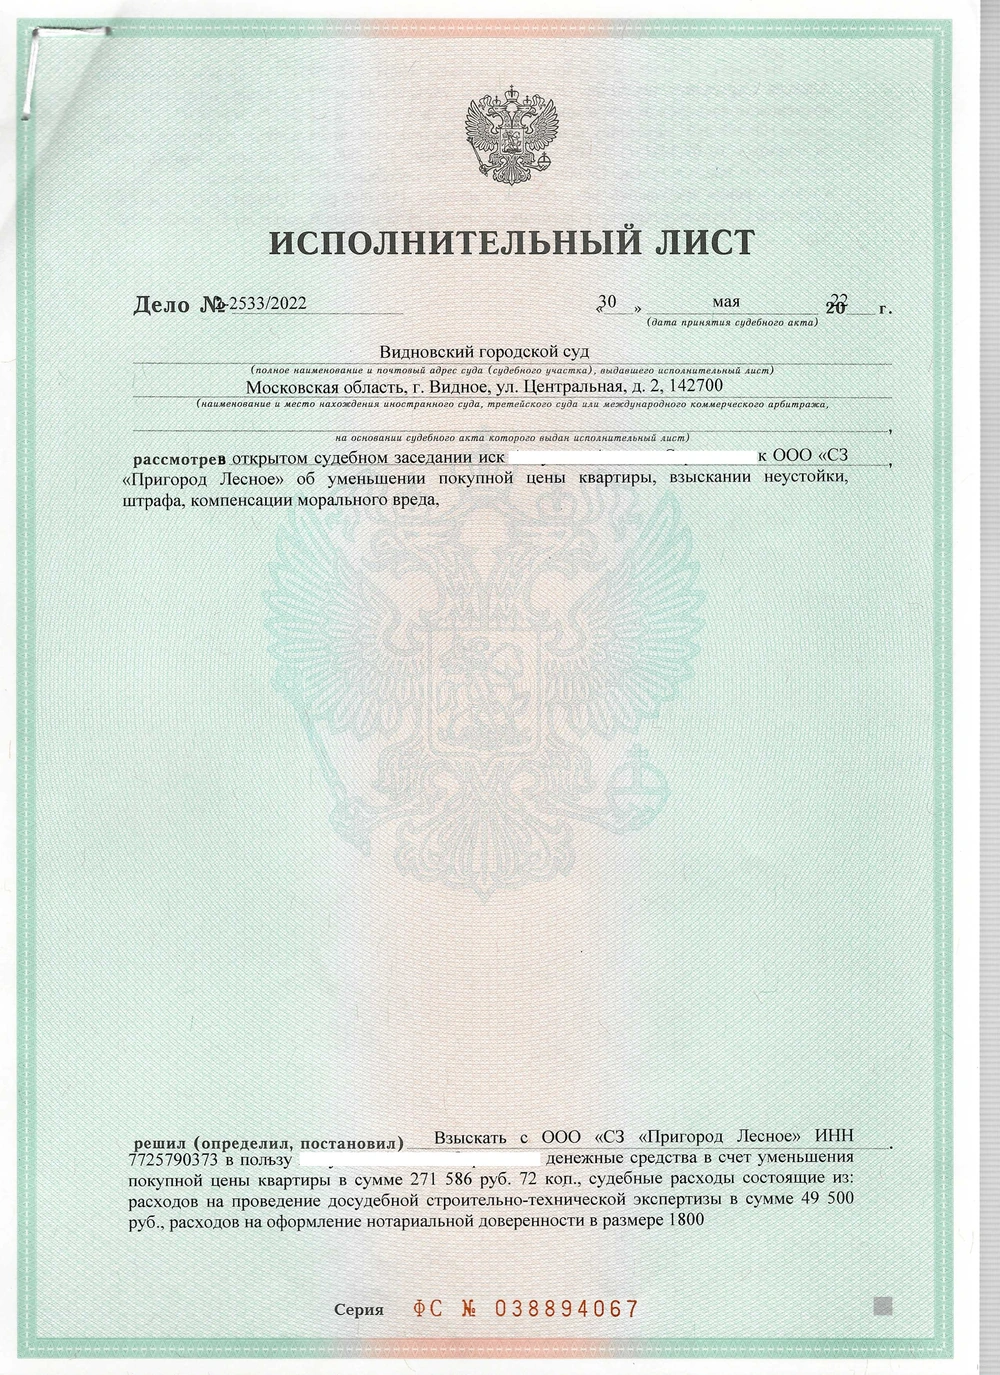 ИСПОЛНИТЕЛЬНЫЙ ЛИСТ
Дело № 2-2533/2022 « 30 » мая 2022 г.
(дата принятия судебного акта)
Видновский городской суд
(полное наименование и почтовый адрес суда (судебного участка), выдавшего исполнительный лист)
Московская область, г. Видное, ул. Центральная, д. 2, 142700
(наименование и место нахождения иностранного суда, третейского суда или международного коммерческого арбитража,
,
на основании судебного акта которого выдан исполнительный лист)
рассмотрев открытом судебном заседании иск к ООО «СЗ ,
«Пригород Лесное» об уменьшении покупной цены квартиры, взыскании неустойки,
штрафа, компенсации морального вреда,
решил (определил, постановил) Взыскать с ООО «СЗ «Пригород Лесное» ИНН .
7725790373 в пользу денежные средства в счет уменьшения
покупной цены квартиры в сумме 271 586 руб. 72 коп., судебные расходы состоящие из:
расходов на проведение досудебной строительно-технической экспертизы в сумме 49 500
руб., расходов на оформление нотариальной доверенности в размере 1800
Серия ФС № 038894067